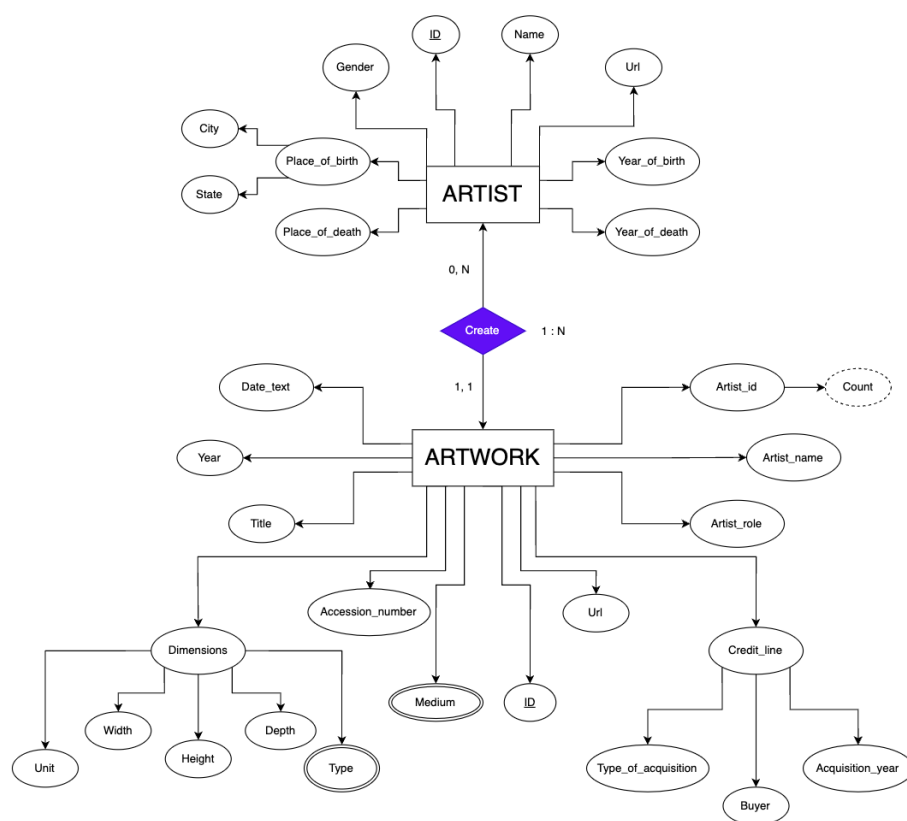 ID
Name
Gender
Url
City
Place_of_birth
Year_of_birth
State
ARTIST
Place_of_death
Year_of_death
0, N
Create
1 : N
1, 1
Date_text
Artist_id
Count
Year
ARTWORK
Artist_name
Title
Artist_role
Accession_number
Url
Dimensions
Credit_line
Medium
ID
Width
Depth
Unit
Height
Type
Type_of_acquisition
Acquisition_year
Buyer